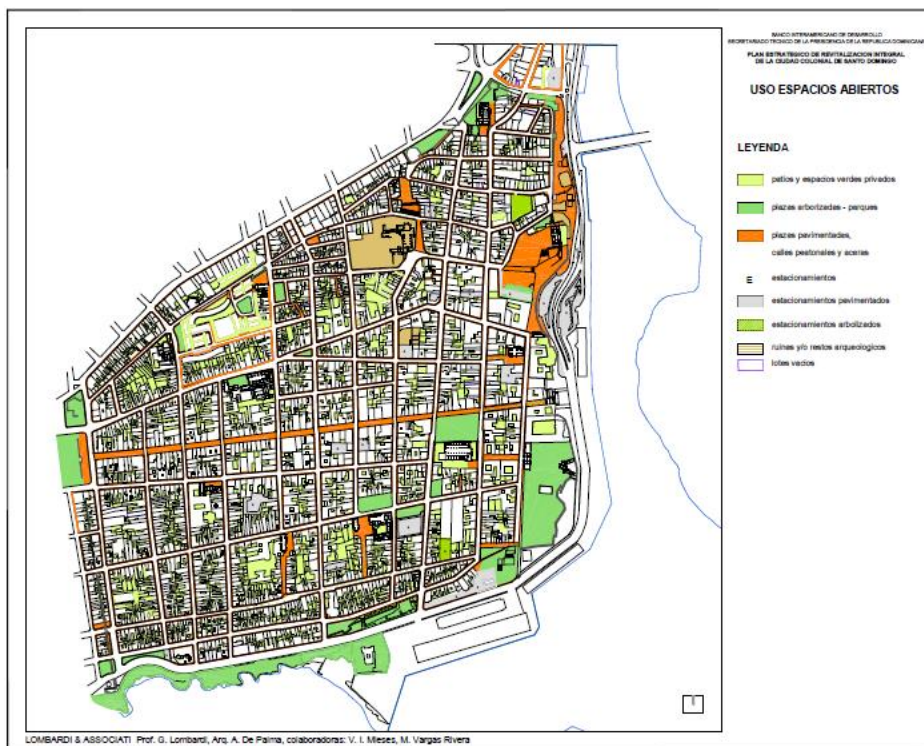 BANCO INTERAMERICANO DE DESARROLLO
SECRETARIADO TECNICO DE LA PRESIDENCIA DE LA REPUBLICA DOMINICANA
PLAN ESTRATEGICO DE REVITALIZACION INTEGRAL
DE LA CIUDAD COLONIAL DE SANTO DOMINGO
USO ESPACIOS ABIERTOS
LEYENDA
patios y espacios verdes privados
plazas arborizadas - parques
plazas pavimentadas,
calles peatonales y aceras
E estacionamientos
estacionamientos pavimentados
estacionamientos arbolizados
ruines y/o restos arqueologicos
lotes vacios
LOMBARDI & ASSOCIATI Prof. G. Lombardi, Arq. A. De Palma, colaboradoras: V. I. Mieses, M. Vargas Rivera